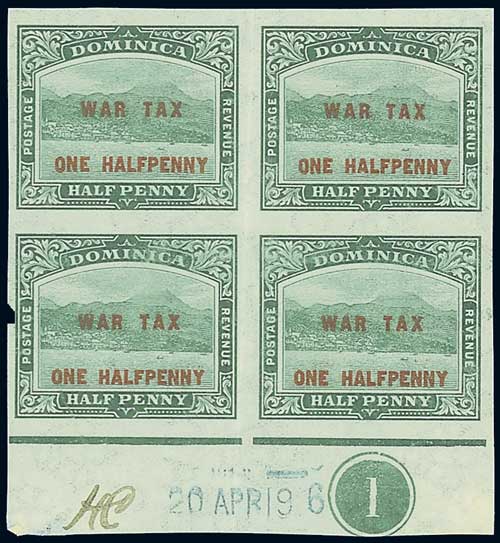 DOMINICA DOMINICA
POSTAGE WAR TAX REVENUE POSTAGE WAR TAX REVENUE
ONE HALFPENNY ONE HALFPENNY
HALF PENNY HALF PENNY
DOMINICA DOMINICA
POSTAGE WAR TAX REVENUE POSTAGE WAR TAX REVENUE
ONE HALFPENNY ONE HALFPENNY
HALF PENNY HALF PENNY
20 APR 19 6 1